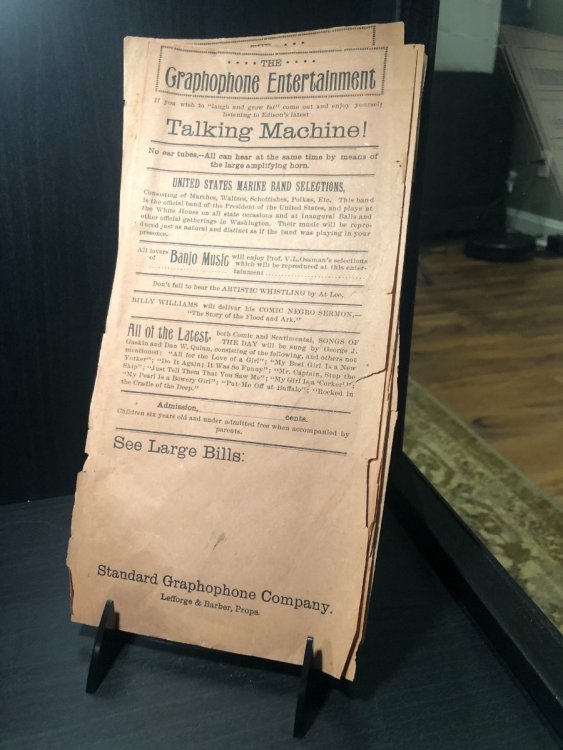 THE
Graphophone Entertainment
If you wish to "laugh and grow fat" come out and enjoy yourself
listening to Edison's latest
Talking Machine!
No ear tubes,--All can hear at the same time by means of
the large amplifying horn.
UNITED STATES MARINE BAND SELECTIONS,
Consisting of Marches, Waltzes, Schottishes, Polkas, Etc. This band
is the official band of the President of the United States, and plays at
the White House on all state occasions and at Inaugural Balls and
other official gatherings in Washington. Their music will be repro-
duced just as natural and distinct as if the band was playing in your
presence.
All lovers of Banjo Music will enjoy Prof. V.L.Ossman's selections
which will be reproduced at this enter-
tainment
Don't fail to hear the ARTISTIC WHISTLING by At Lee.
BILLY WILLIAMS will deliver his COMIC NEGRO SERMON,—
"The Story of the Flood and Ark."
All of the Latest, both Comic and Sentimental, SONGS OF
THE DAY will be sung by George J.
Gaskin and Dan W. Quinn, consisting of the following, and others not
mentioned: "All for the Love of a Girl"; "My Best Girl Is a New
Yorker"; "Do It Again; It Was So Funny"; "Mr. Captain, Stop the
Ship"; "Just Tell Them That You Saw Me"; "My Girl Is a 'Corker'!";
"My Pearl Is a Bowery Girl"; "Put Me Off at Buffalo"; "Rocked in
the Cradle of the Deep."
Admission, cents.
Children six years old and under admitted free when accompanied by
parents.
See Large Bills:
Standard Graphophone Company.
Lefforge & Barber, Props.